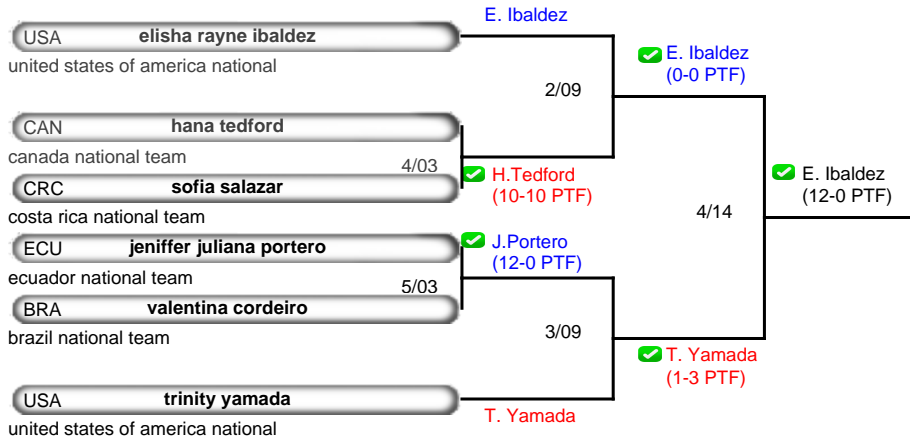 E. Ibaldez
USA elisha rayne ibaldez
united states of america national
E. Ibaldez
(0-0 PTF)
2/09
CAN hana tedford
canada national team
4/03
H.Tedford
(10-10 PTF)
CRC sofia salazar
costa rica national team
E. Ibaldez
(12-0 PTF)
4/14
ECU jeniffer juliana portero
ecuador national team
J.Portero
(12-0 PTF)
5/03
BRA valentina cordeiro
brazil national team
3/09
T. Yamada
(1-3 PTF)
USA trinity yamada
united states of america national
T. Yamada